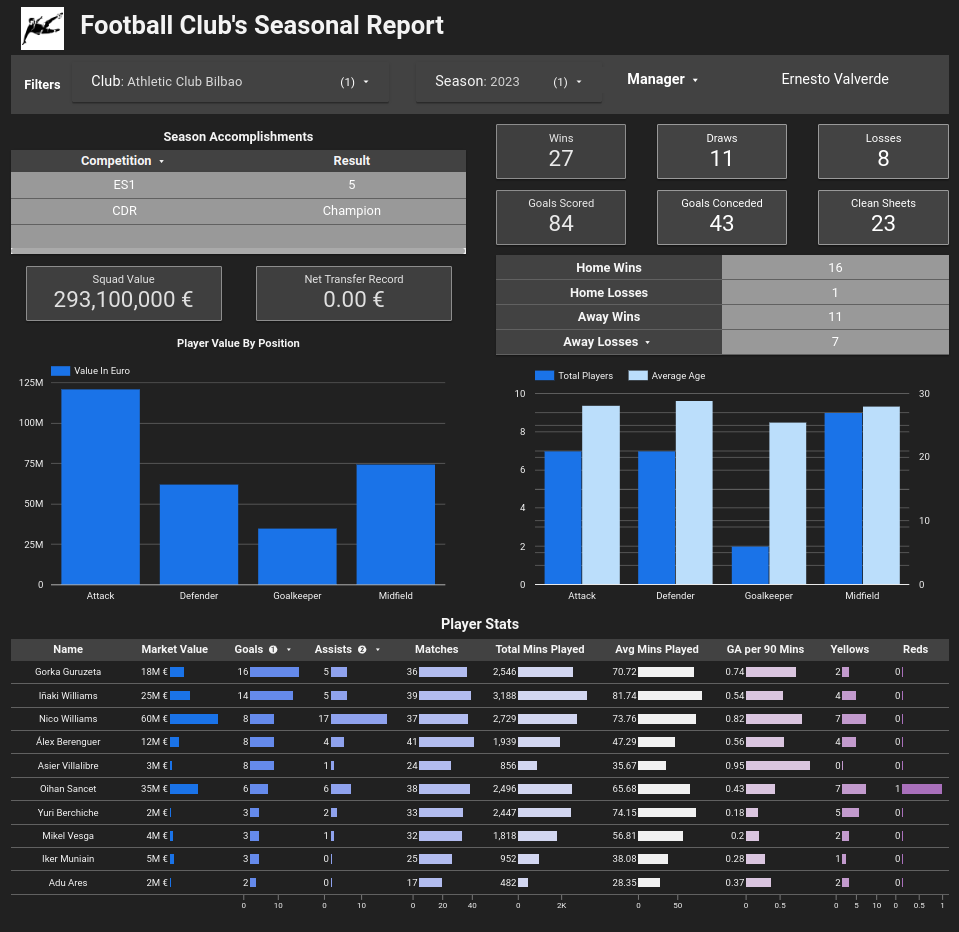 Football Club's Seasonal Report
Filters
Club: Athletic Club Bilbao (1)
Season: 2023 (1)
Manager
Ernesto Valverde
Season Accomplishments
Competition Result
ES1 5
CDR Champion
Squad Value
293,100,000 €
Net Transfer Record
0.00 €
Wins
27
Draws
11
Losses
8
Goals Scored
84
Goals Conceded
43
Clean Sheets
23
Home Wins 16
Home Losses 1
Away Wins 11
Away Losses 7
Player Value By Position
Value In Euro
125M
100M
75M
50M
25M
0
Attack Defender Goalkeeper Midfield
Total Players Average Age
10 30
8
6 20
4
10
2
0 0
Attack Defender Goalkeeper Midfield
Player Stats
Name Market Value Goals 1 Assists 2 Matches Total Mins Played Avg Mins Played GA per 90 Mins Yellows Reds
Gorka Guruzeta 18M € 16 5 36 2,546 70.72 0.74 2 0
Iñaki Williams 25M € 14 5 39 3,188 81.74 0.54 4 0
Nico Williams 60M € 8 17 37 2,729 73.76 0.82 7 0
Álex Berenguer 12M € 8 4 41 1,939 47.29 0.56 4 0
Asier Villalibre 3M € 8 1 24 856 35.67 0.95 0 0
Oihan Sancet 35M € 6 6 38 2,496 65.68 0.43 7 1
Yuri Berchiche 2M € 3 2 33 2,447 74.15 0.18 5 0
Mikel Vesga 4M € 3 1 32 1,818 56.81 0.2 2 0
Iker Muniain 5M € 3 0 25 952 38.08 0.28 1 0
Adu Ares 2M € 2 0 17 482 28.35 0.37 2 0
0 10 0 10 0 20 40 0 2K 0 50 0 0.5 0 5 10 0 0.5 1